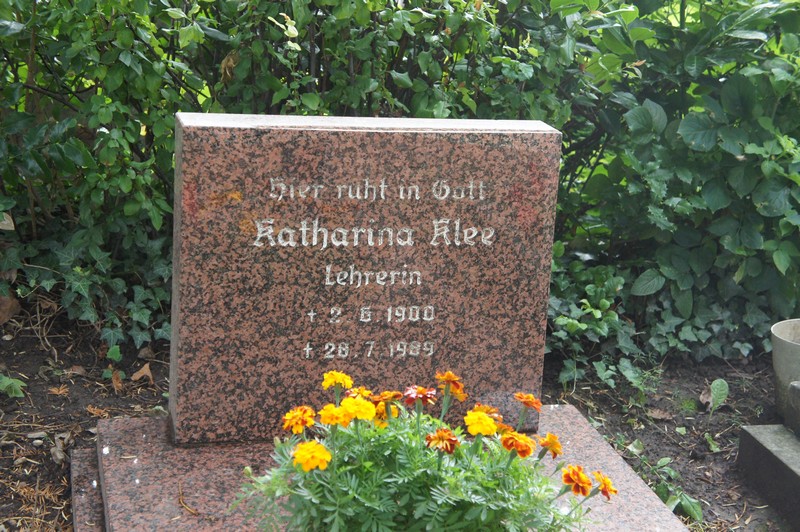 Hier ruht in Gott
Katharina Klee
Lehrerin
+ 2 6 1900
+ 28 7 1989